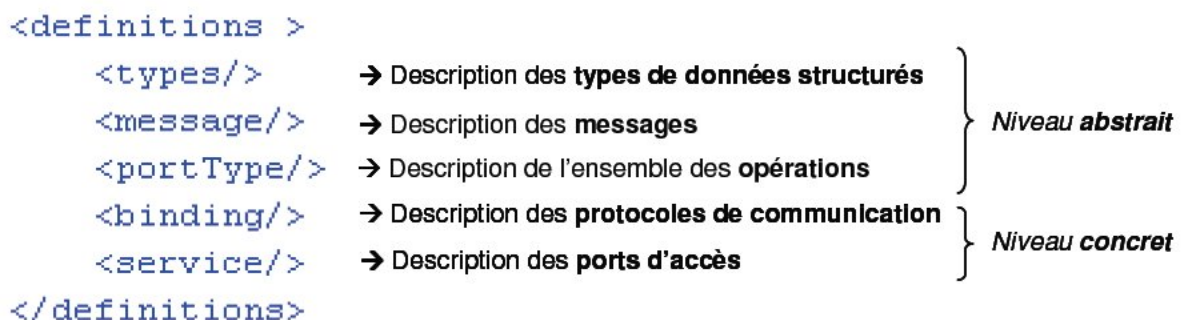 <definitions >
<types/> → Description des types de données structurés
<message/> → Description des messages
Niveau abstrait
<portType/> → Description de l'ensemble des opérations
<binding/> → Description des protocoles de communication
Niveau concret
<service/> → Description des ports d'accès
</definitions>